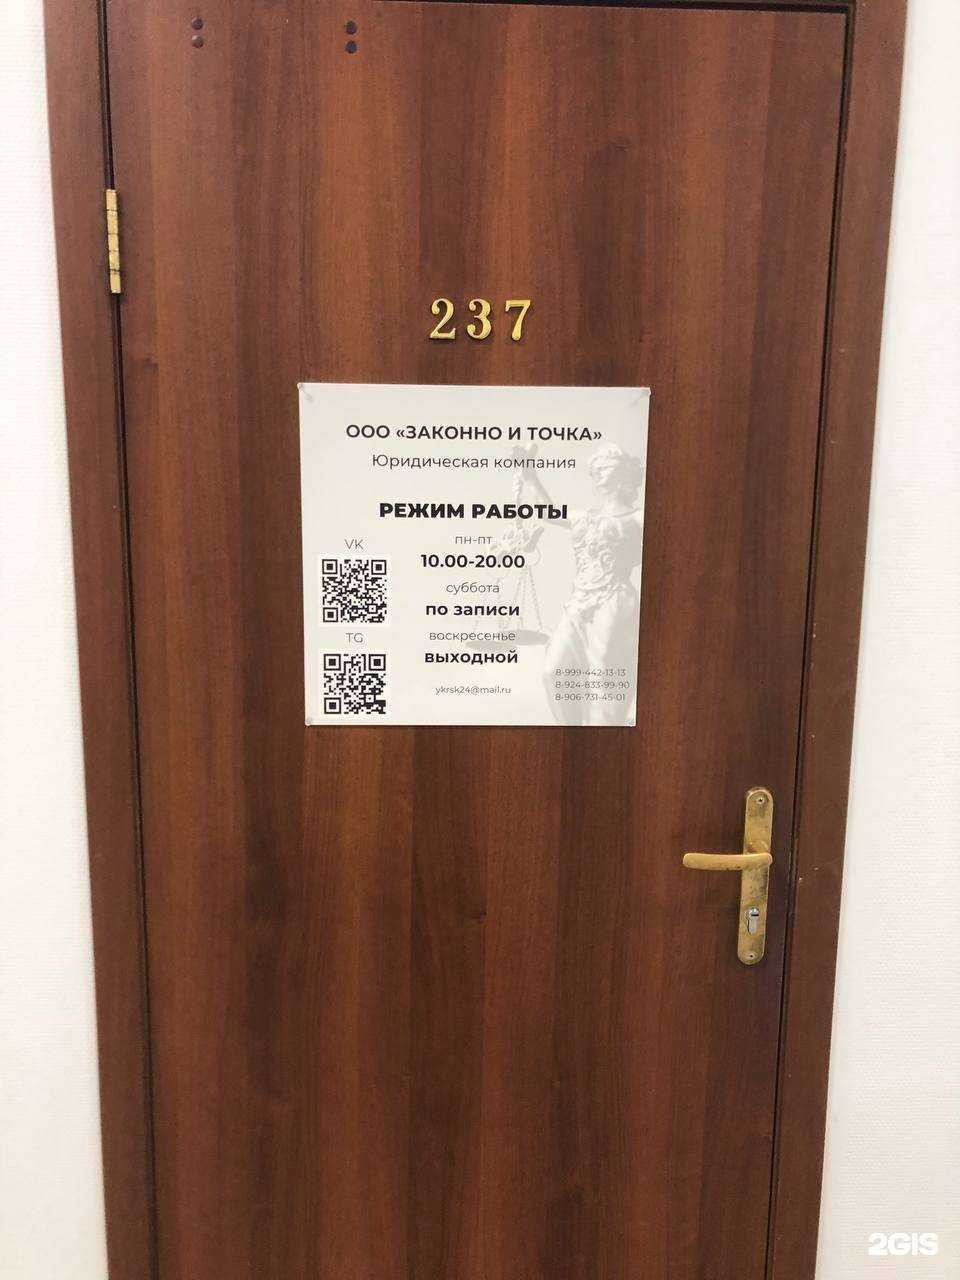 237
ООО «ЗАКОННО И ТОЧКА»
Юридическая компания
РЕЖИМ РАБОТЫ
пн-пт
10.00-20.00
суббота
по записи
воскресенье
выходной
VK
TG
ykrsk24@mail.ru
8-999-442-13-13
8-924-833-99-90
8-906-731-45-01
2GIS